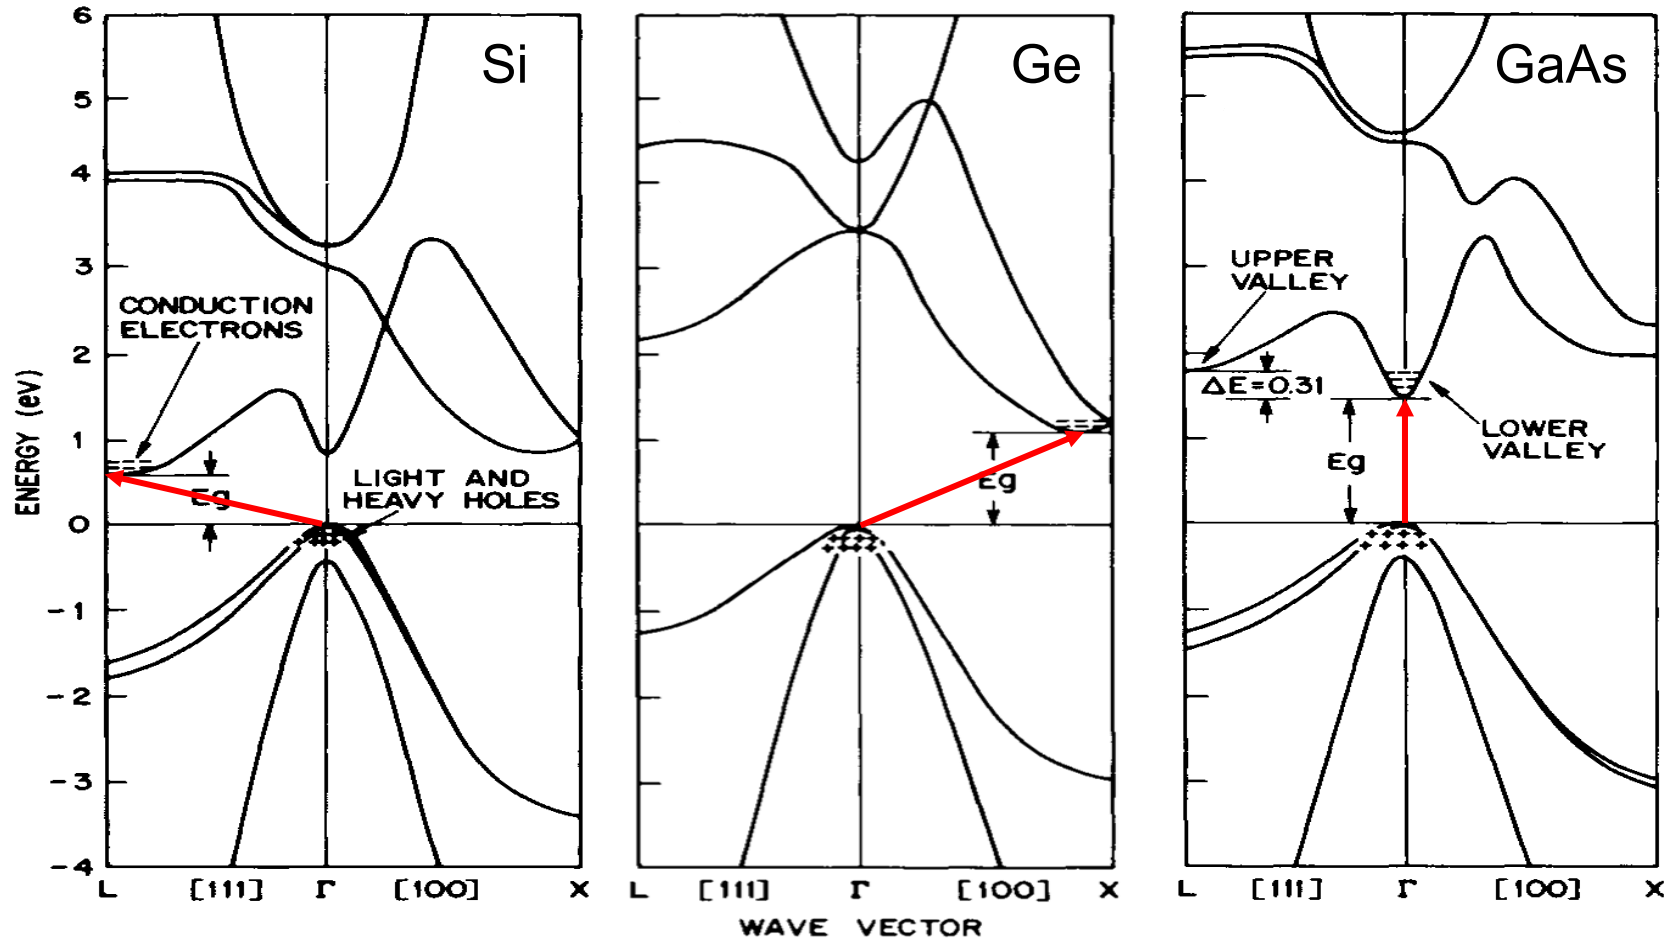 Si
Ge
GaAs
6
5
4
3
2
1
0
-1
-2
-3
-4
ENERGY (eV)
CONDUCTION
ELECTRONS
Eg
LIGHT AND
HEAVY HOLES
Eg
UPPER
VALLEY
ΔE=0.31
Eg
LOWER
VALLEY
L [111] Γ [100] X
L [111] Γ [100] X
L [111] Γ [100] X
WAVE VECTOR